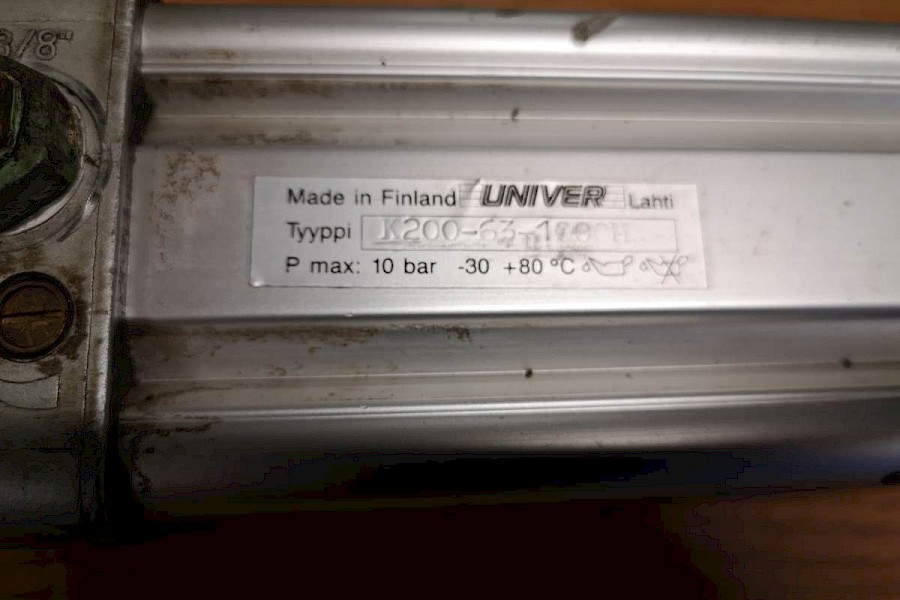 3/8"
Made in Finland UNIVER Lahti
Tyyppi
P max: 10 bar -30 +80 °C